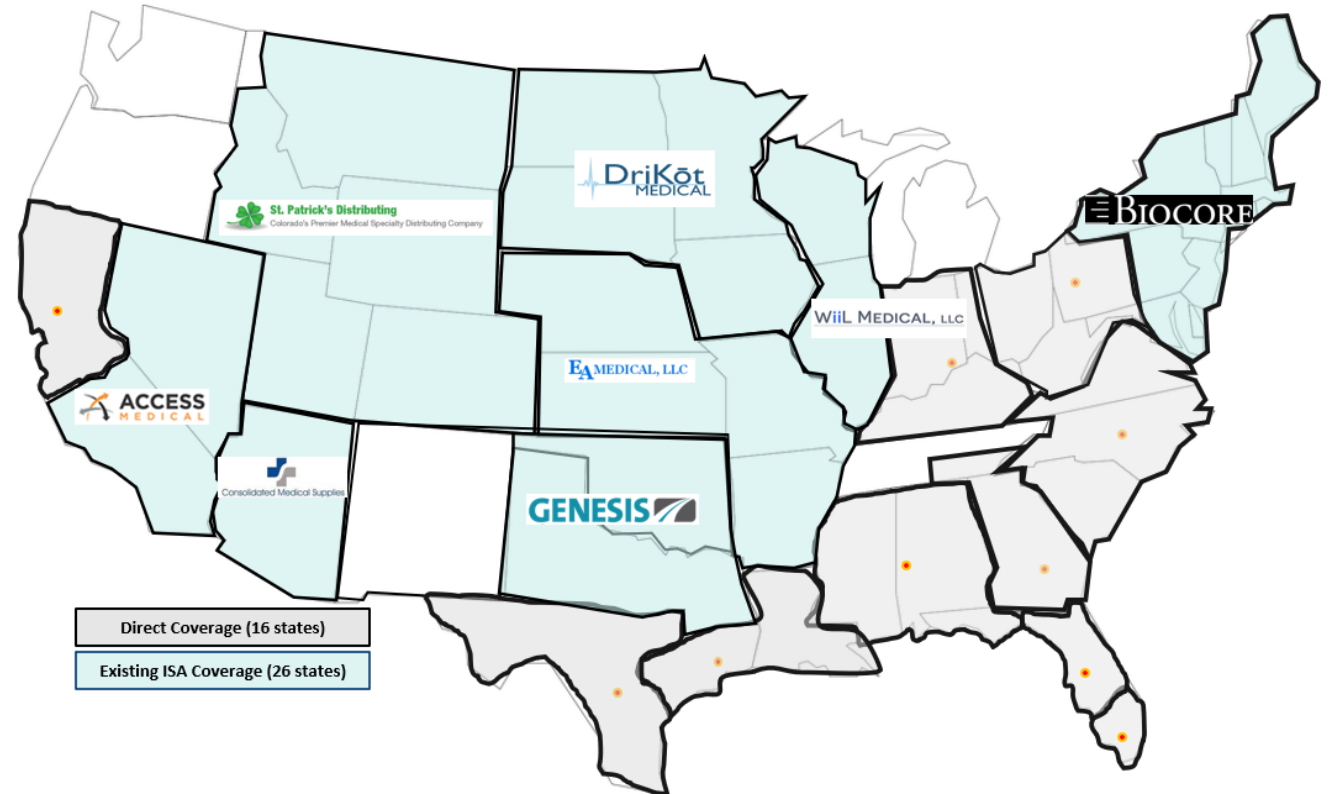 DriKōt
MEDICAL
St. Patrick's Distributing
Colorado's Premier Medical Specialty Distributing Company
BIOCORE
WiiL MEDICAL, LLC
EA MEDICAL, LLC
ACCESS
MEDICAL
Consolidated Medical Supplies
GENESIS
Direct Coverage (16 states)
Existing ISA Coverage (26 states)